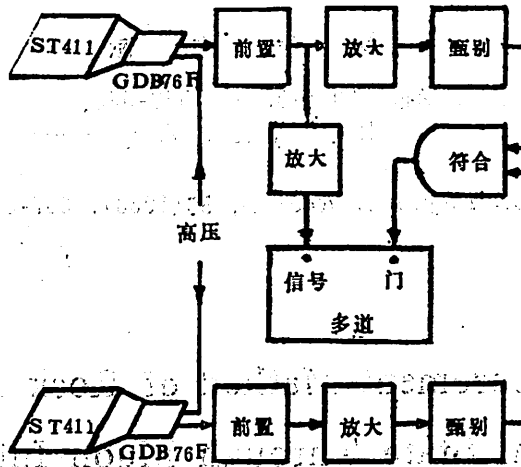 ST411
GDB76F
前置
放大
甄别
放大
符合
高压
信号
门
多道
ST411
GDB76F
前置
放大
甄别